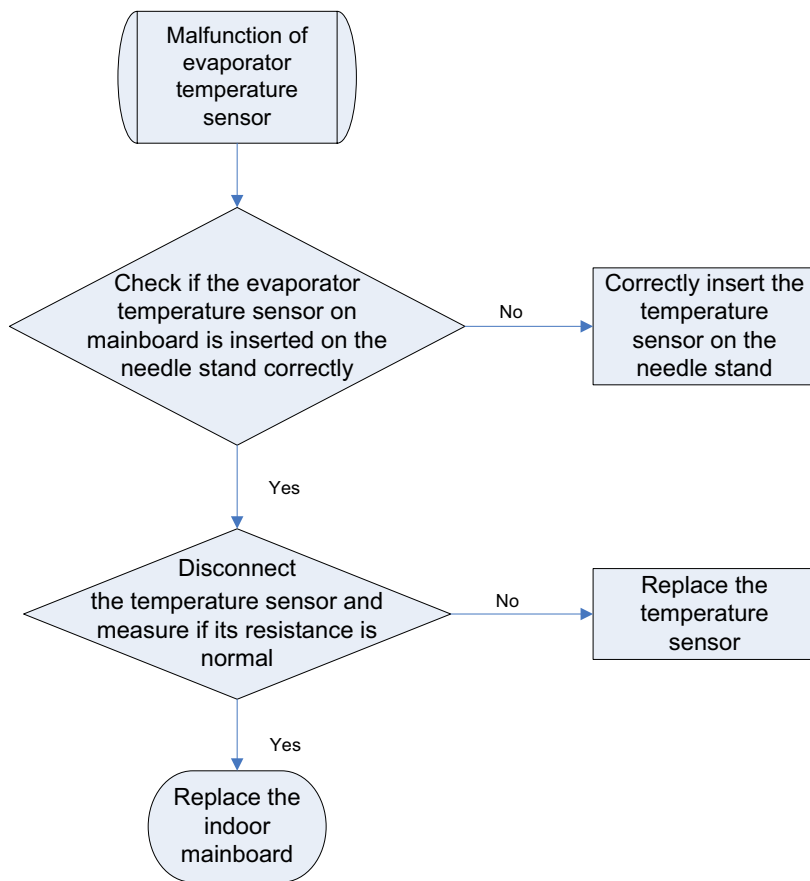 Malfunction of
evaporator
temperature
sensor
Check if the evaporator
temperature sensor on
mainboard is inserted on the
needle stand correctly
No
Correctly insert the
temperature
sensor on the
needle stand
Yes
Disconnect
the temperature sensor and
measure if its resistance is
normal
No
Replace the
temperature
sensor
Yes
Replace the
indoor
mainboard